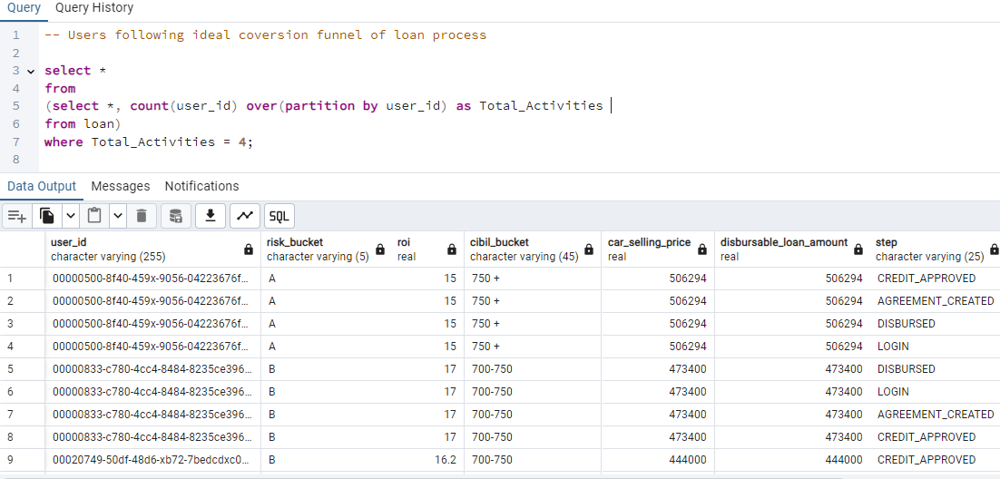 Query Query History
1 -- Users following ideal coversion funnel of loan process
2
3 select *
4 from
5 (select *, count(user_id) over(partition by user_id) as Total_Activities
6 from loan)
7 where Total_Activities = 4;
8
Data Output Messages Notifications
SQL
user_id risk_bucket roi cibil_bucket car_selling_price disbursable_loan_amount step
character varying (255) character varying (5) real character varying (45) real real character varying (25)
1 00000500-8f40-459x-9056-04223676f... A 15 750 + 506294 506294 CREDIT_APPROVED
2 00000500-8f40-459x-9056-04223676f... A 15 750 + 506294 506294 AGREEMENT_CREATED
3 00000500-8f40-459x-9056-04223676f... A 15 750 + 506294 506294 DISBURSED
4 00000500-8f40-459x-9056-04223676f... A 15 750 + 506294 506294 LOGIN
5 00000833-c780-4cc4-8484-8235ce396... B 17 700-750 473400 473400 DISBURSED
6 00000833-c780-4cc4-8484-8235ce396... B 17 700-750 473400 473400 LOGIN
7 00000833-c780-4cc4-8484-8235ce396... B 17 700-750 473400 473400 AGREEMENT_CREATED
8 00000833-c780-4cc4-8484-8235ce396... B 17 700-750 473400 473400 CREDIT_APPROVED
9 00020749-50df-48d6-xb72-7bedcdxc0... B 16.2 700-750 444000 444000 CREDIT_APPROVED